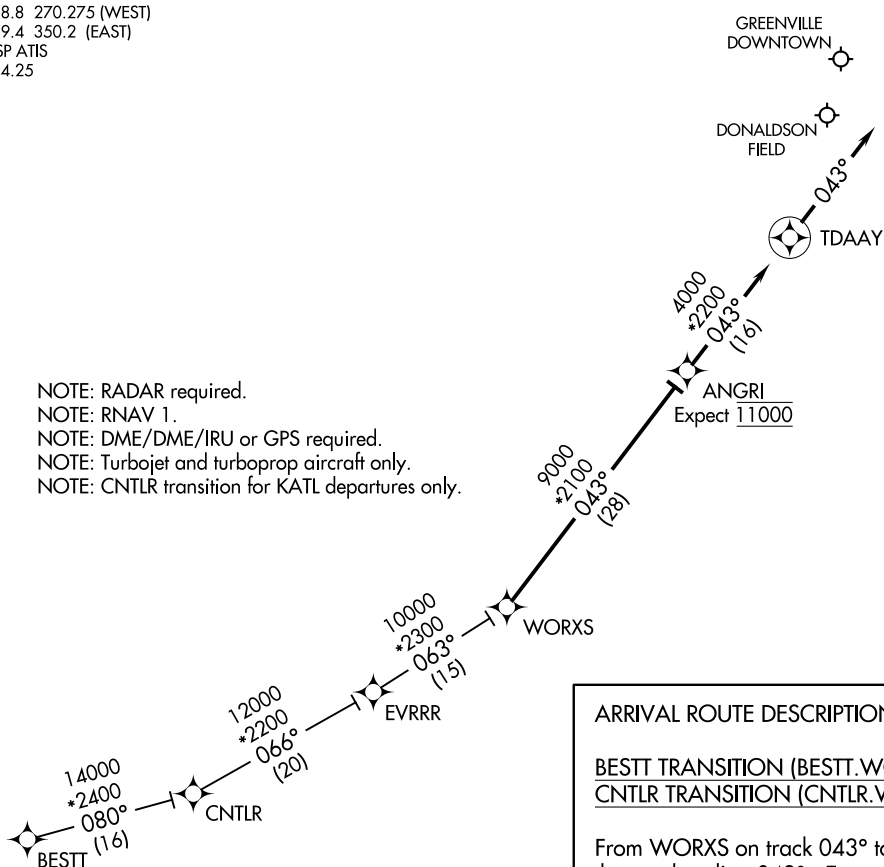 8.8 270.275 (WEST)
9.4 350.2 (EAST)
SP ATIS
4.25
GREENVILLE
DOWNTOWN
DONALDSON
FIELD
043°
TDAAY
4000
*2200
043°
(16)
NOTE: RADAR required.
NOTE: RNAV 1.
NOTE: DME/DME/IRU or GPS required.
NOTE: Turbojet and turboprop aircraft only.
NOTE: CNTLR transition for KATL departures only.
ANGRI
Expect 11000
9000
*2100
043°
(28)
WORXS
10000
*2300
063°
(15)
EVRRR
12000
*2200
066°
(20)
CNTLR
14000
*2400
080°
(16)
BESTT
ARRIVAL ROUTE DESCRIPTION
BESTT TRANSITION (BESTT.WO
CNTLR TRANSITION (CNTLR.W
From WORXS on track 043° to